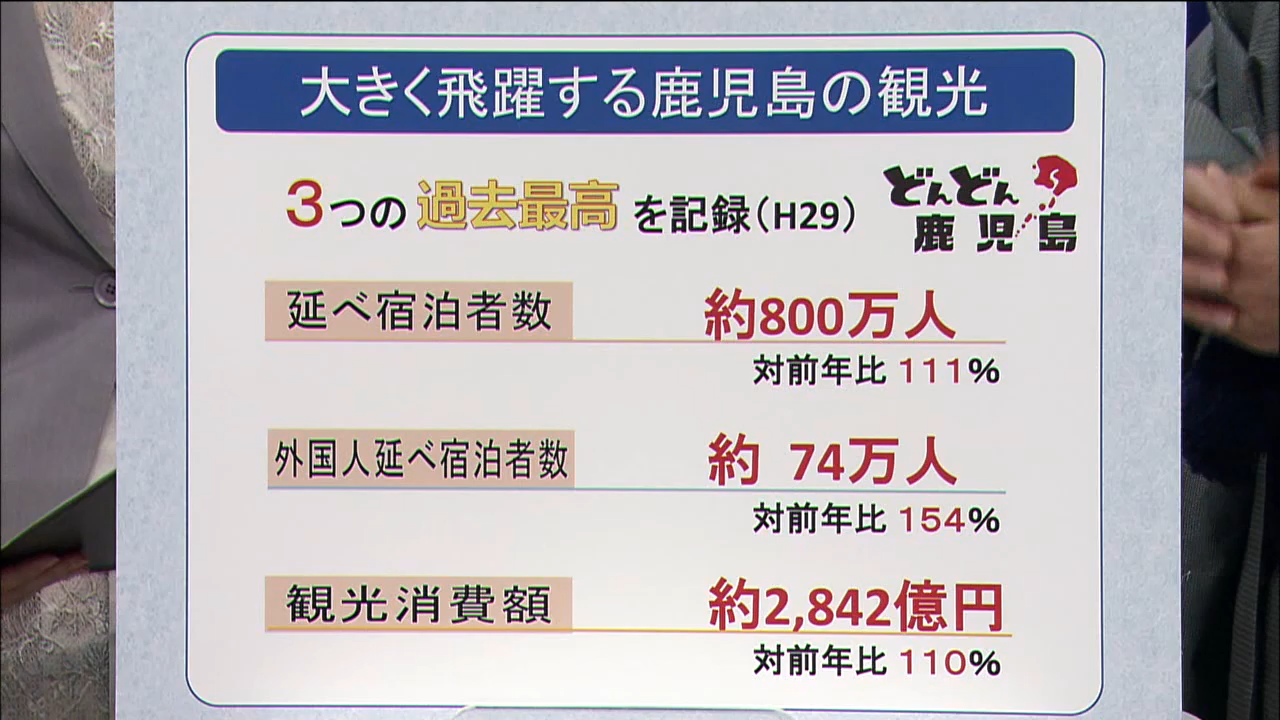 大きく飛躍する鹿児島の観光
3つの過去最高を記録(H29)
どんどん
鹿児島
延べ宿泊者数 約800万人
対前年比 111%
外国人延べ宿泊者数 約 74万人
対前年比 154%
観光消費額 約2,842億円
対前年比 110%